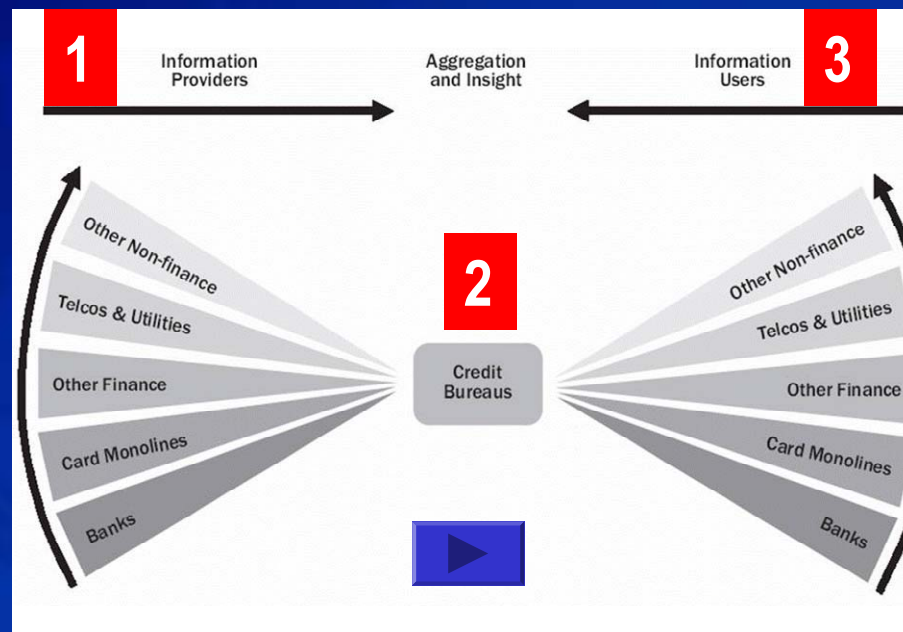 1
Information
Providers
Aggregation
and Insight
Information
Users
3
Other Non-finance
Telcos & Utilities
Other Finance
Card Monolines
Banks
2
Credit
Bureaus
Other Non-finance
Telcos & Utilities
Other Finance
Card Monolines
Banks